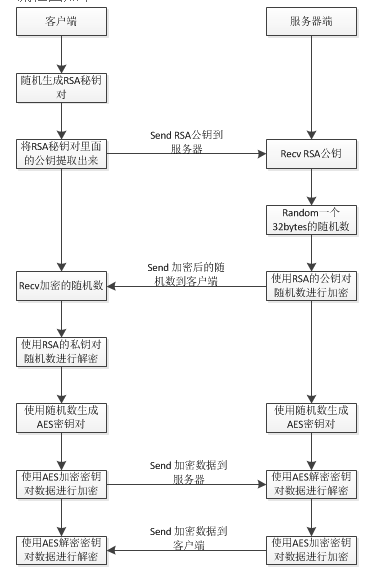 客户端
服务器端
随机生成RSA秘钥
对
将RSA秘钥对里面
的公钥提取出来
Send RSA公钥到
服务器
Recv RSA公钥
Random一个
32bytes的随机数
Recv加密的随机数
Send 加密后的随
机数到客户端
使用RSA的公钥对
随机数进行加密
使用RSA的私钥对
随机数进行解密
使用随机数生成
AES密钥对
使用随机数生成
AES密钥对
使用AES加密密钥
对数据进行加密
Send 加密数据到
服务器
使用AES解密密钥
对数据进行解密
使用AES解密密钥
对数据进行解密
Send 加密数据到
客户端
使用AES加密密钥
对数据进行加密